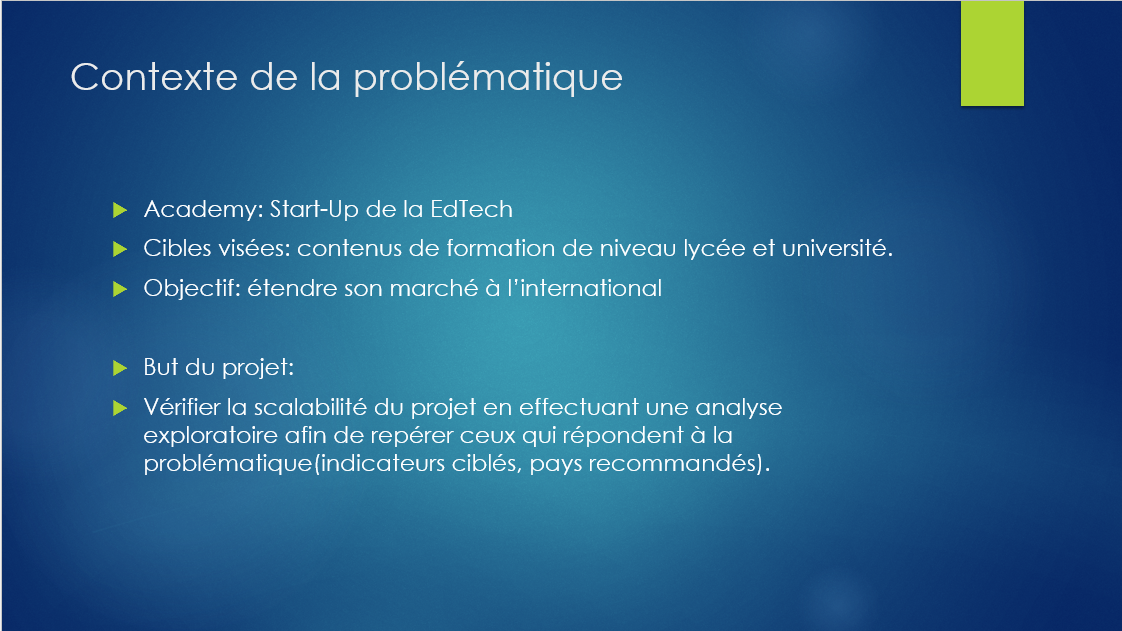 Contexte de la problématique
Academy: Start-Up de la EdTech
Cibles visées: contenus de formation de niveau lycée et université.
Objectif: étendre son marché à l’international
But du projet:
Vérifier la scalabilité du projet en effectuant une analyse
exploratoire afin de repérer ceux qui répondent à la
problématique(indicateurs ciblés, pays recommandés).